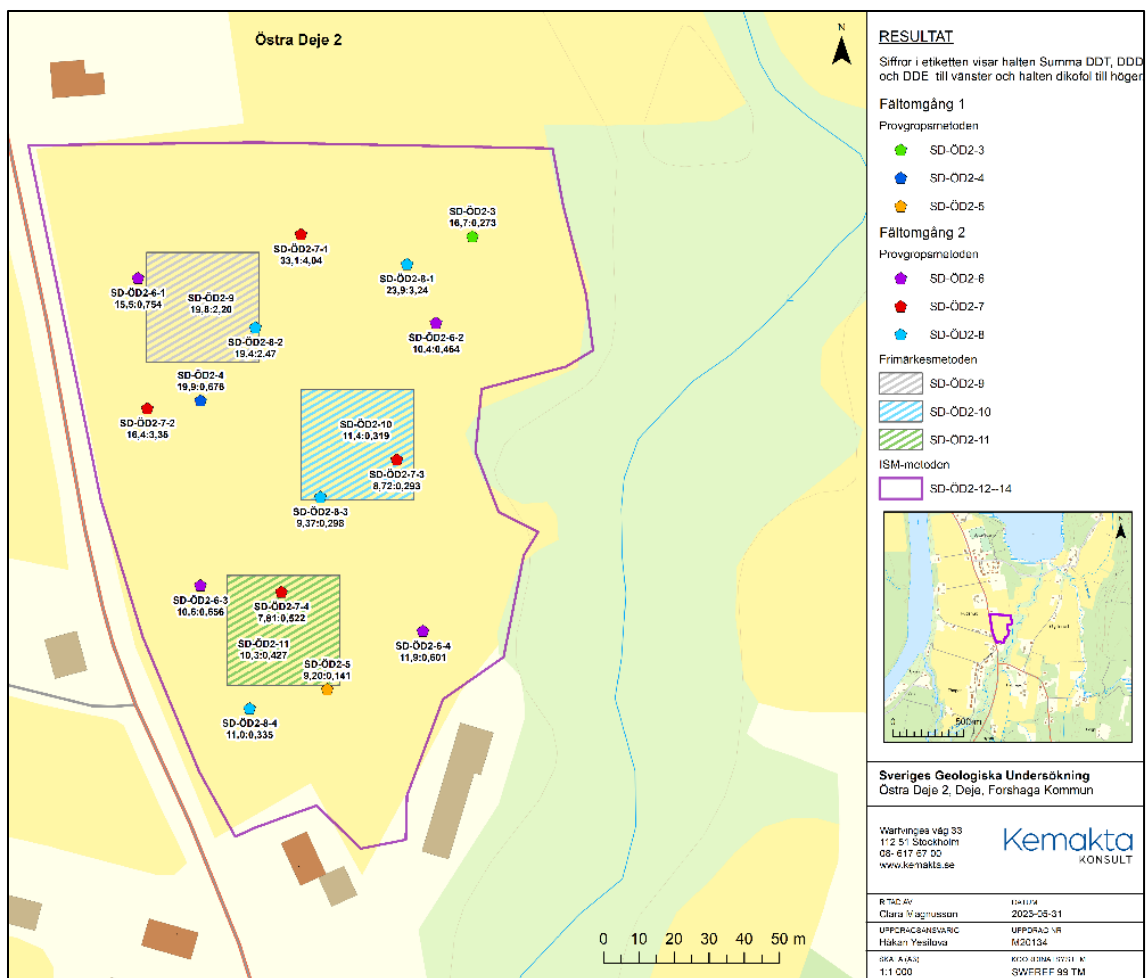 Östra Deje 2
N
SD-ÖD2-3
16,7:0,273
SD-ÖD2-7-1
33,1:4,04
SD-ÖD2-8-1
23,9:3,24
SD-ÖD2-6-1
15,5:0,754
SD-ÖD2-9
19,8:2,20
SD-ÖD2-8-2
19,4:2,47
SD-ÖD2-6-2
10,4:0,454
SD-ÖD2-4
19,9:0,676
SD-ÖD2-7-2
16,4:3,35
SD-ÖD2-10
11,4:0,319
SD-ÖD2-7-3
8,72:0,293
SD-ÖD2-8-3
9,37:0,298
SD-ÖD2-6-3
10,6:0,656
SD-ÖD2-7-4
7,81:0,522
SD-ÖD2-11
10,3:0,427
SD-ÖD2-6-4
11,9:0,601
SD-ÖD2-5
9,20:0,141
SD-ÖD2-8-4
11,0:0,335
0 10 20 30 40 50 m
RESULTAT
Siffror i etiketten visar halten Summa DDT, DDD
och DDE till vänster och halten dikofol till höger
Fältomgång 1
Provgropsmetoden
SD-ÖD2-3
SD-ÖD2-4
SD-ÖD2-5
Fältomgång 2
Provgropsmetoden
SD-ÖD2-6
SD-ÖD2-7
SD-ÖD2-8
Frimärkesmetoden
SD-ÖD2-9
SD-ÖD2-10
SD-ÖD2-11
ISM-metoden
SD-ÖD2-12--14
N
0 500m
Sveriges Geologiska Undersökning
Östra Deje 2, Deje, Forshaga Kommun
Warfvinges väg 33
112 51 Stockholm
08- 617 67 00
www.kemakta.se
Kemakta
KONSULT
RITAD AV
DATUM
Clara Magnusson
2023-05-31
UPPDRAGSANSVARIG
UPPDRAG NR
Håkan Yesilova
M20134
SKALA (A3)
KOORDINATSYSTEM
1:1 000
SWEREF 99 TM